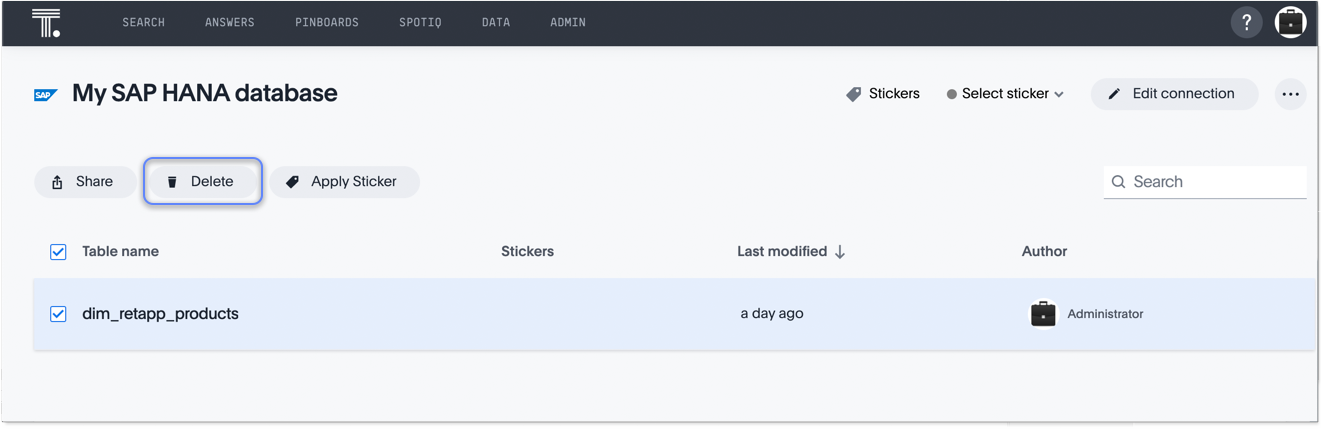 T. SEARCH ANSWERS PINBOARDS SPOTIQ DATA ADMIN ?
SAP My SAP HANA database Stickers Select sticker Edit connection ...
Share Delete Apply Sticker Search
Table name Stickers Last modified ↓ Author
dim_retapp_products a day ago Administrator